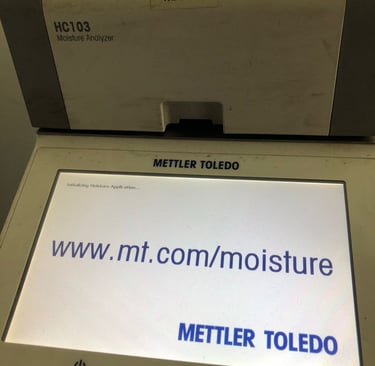 HC103
Moisture Analyzer
METTLER TOLEDO
Initializing Moisture Application...
www.mt.com/moisture
METTLER TOLEDO